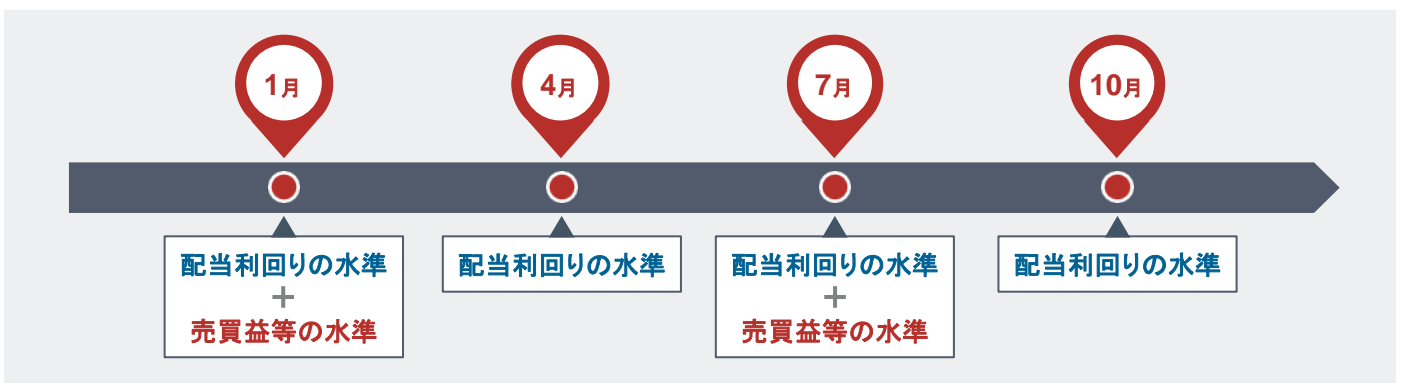 1月
4月
7月
10月
配当利回りの水準
+
売買益等の水準
配当利回りの水準
配当利回りの水準
+
売買益等の水準
配当利回りの水準